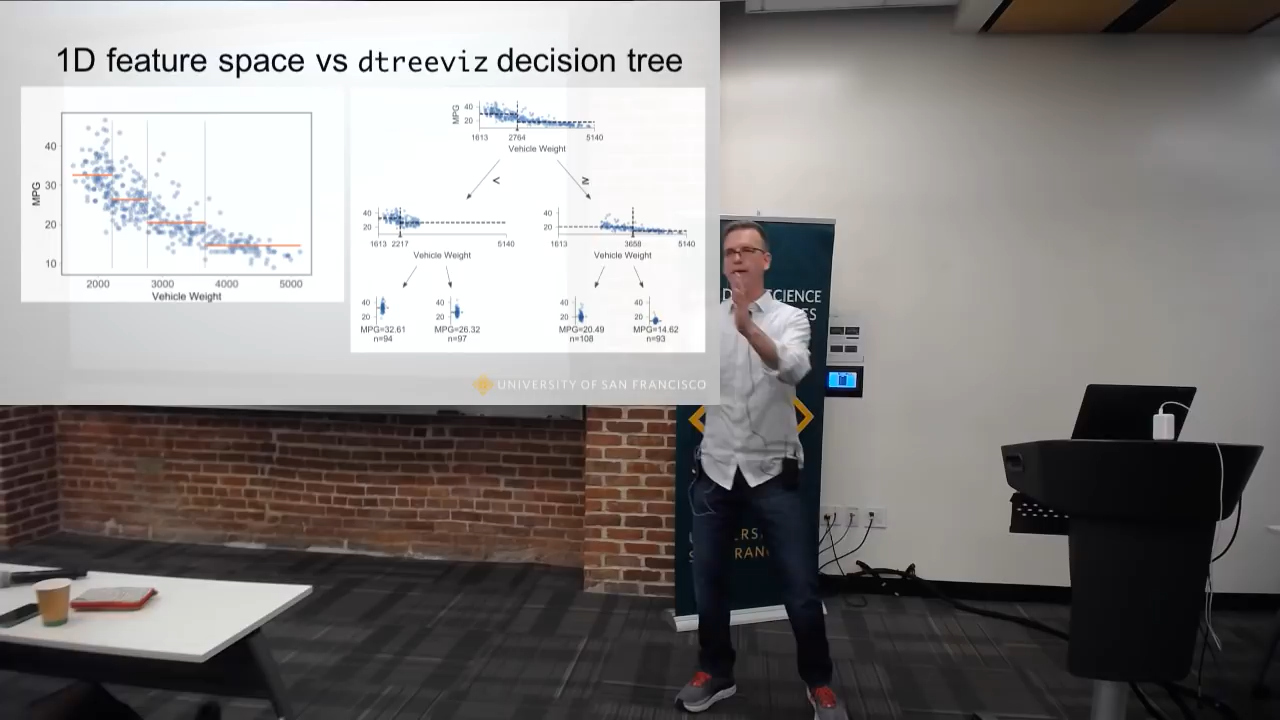 1D feature space vs dtreeviz decision tree
MPG
40
30
20
10
2000 3000 4000 5000
Vehicle Weight
MPG
40
20
1613 2764 5140
Vehicle Weight
< ≥
40
20
1613 2217 5140
Vehicle Weight
40
20
1613 3658 5140
Vehicle Weight
40
20
MPG=32.61
n=94
40
20
MPG=26.32
n=97
40
20
MPG=20.49
n=108
40
20
MPG=14.62
n=93
UNIVERSITY OF SAN FRANCISCO
SCIENCE